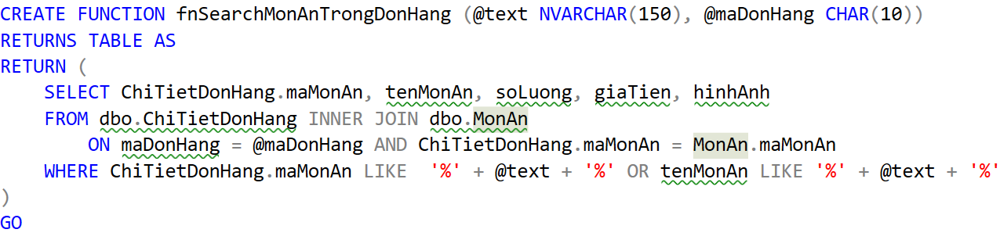 CREATE FUNCTION fnSearchMonAnTrongDonHang (@text NVARCHAR(150), @maDonHang CHAR(10))
RETURNS TABLE AS
RETURN (
    SELECT ChiTietDonHang.maMonAn, tenMonAn, soLuong, giaTien, hinhAnh
    FROM dbo.ChiTietDonHang INNER JOIN dbo.MonAn
        ON maDonHang = @maDonHang AND ChiTietDonHang.maMonAn = MonAn.maMonAn
    WHERE ChiTietDonHang.maMonAn LIKE  '%' + @text + '%' OR tenMonAn LIKE '%' + @text + '%'
)
GO